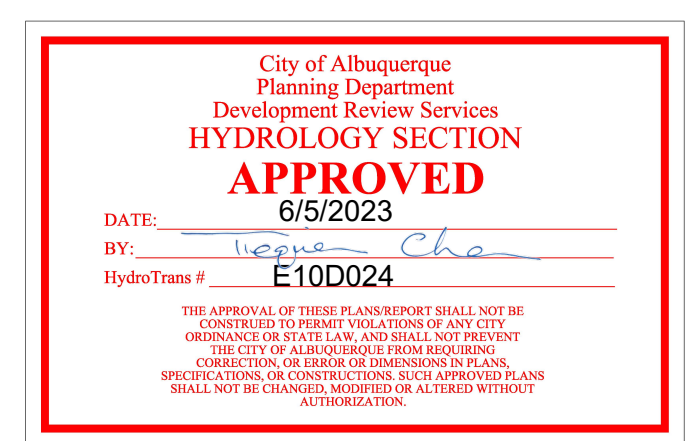 City of Albuquerque
Planning Department
Development Review Services
HYDROLOGY SECTION
APPROVED
DATE: 6/5/2023
BY:
HydroTrans # E10D024
THE APPROVAL OF THESE PLANS/REPORT SHALL NOT BE
CONSTRUED TO PERMIT VIOLATIONS OF ANY CITY
ORDINANCE OR STATE LAW, AND SHALL NOT PREVENT
THE CITY OF ALBUQUERQUE FROM REQUIRING
CORRECTION, OR ERROR OR DIMENSIONS IN PLANS,
SPECIFICATIONS, OR CONSTRUCTIONS. SUCH APPROVED PLANS
SHALL NOT BE CHANGED, MODIFIED OR ALTERED WITHOUT
AUTHORIZATION.